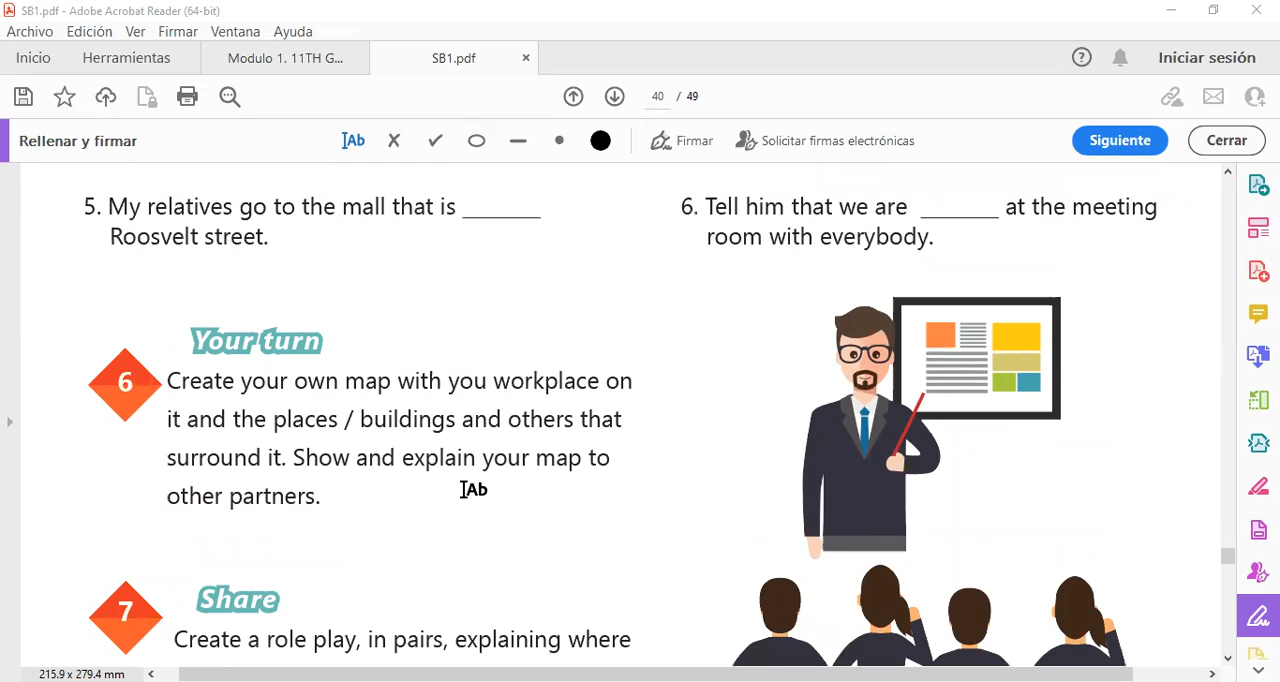 SB1.pdf - Adobe Acrobat Reader (64-bit)
Archivo Edición Ver Firmar Ventana Ayuda
Inicio Herramientas Modulo 1. 11TH G... SB1.pdf × Iniciar sesión
40 / 49
Rellenar y firmar Ab Firmar Solicitar firmas electrónicas Siguiente Cerrar
5. My relatives go to the mall that is _______
Roosvelt street.
6. Tell him that we are _______ at the meeting
room with everybody.
Your turn
6
Create your own map with you workplace on
it and the places / buildings and others that
surround it. Show and explain your map to
other partners.
Ab
Share
7
Create a role play, in pairs, explaining where
215.9 x 279.4 mm